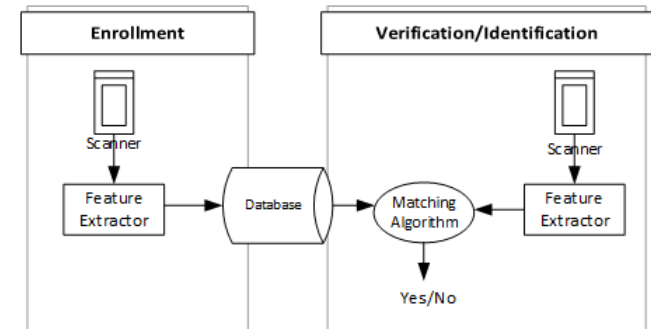 Enrollment
Verification/Identification
Scanner
Scanner
Feature
Extractor
Database
Matching
Algorithm
Feature
Extractor
Yes/No